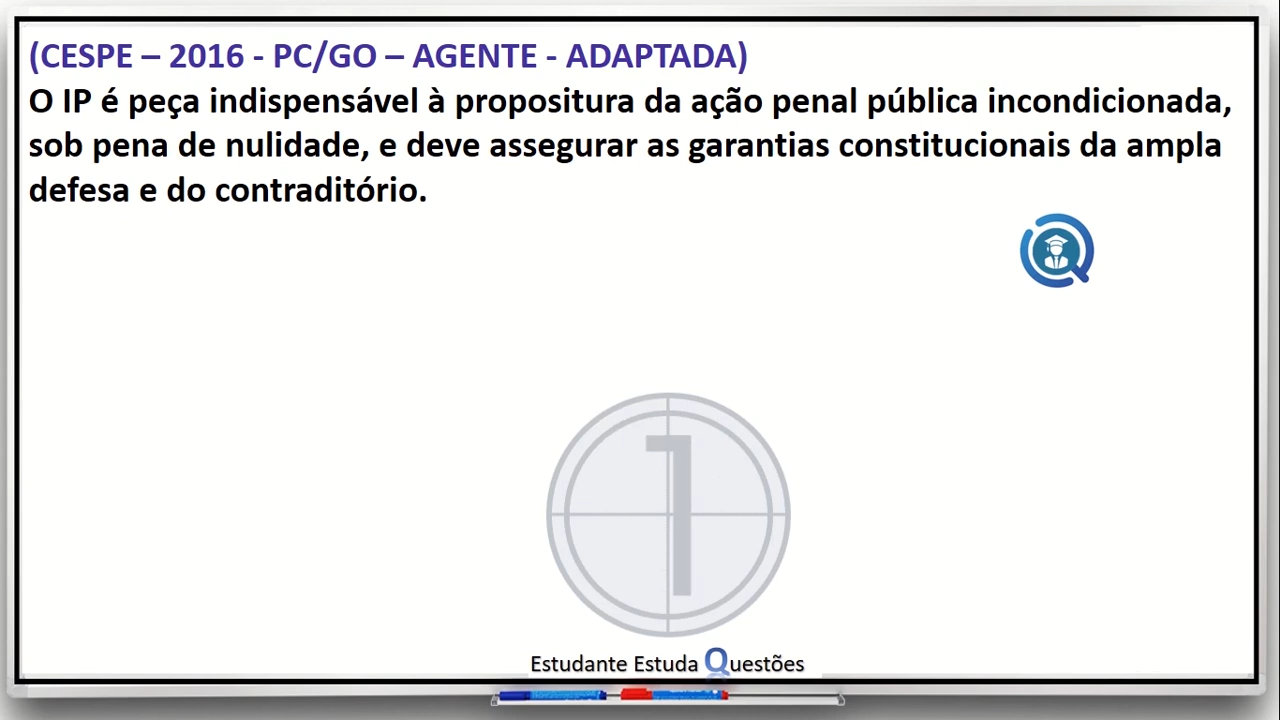 (CESPE – 2016 - PC/GO – AGENTE - ADAPTADA)
O IP é peça indispensável à propositura da ação penal pública incondicionada,
sob pena de nulidade, e deve assegurar as garantias constitucionais da ampla
defesa e do contraditório.
1
Estudante Estuda Questões